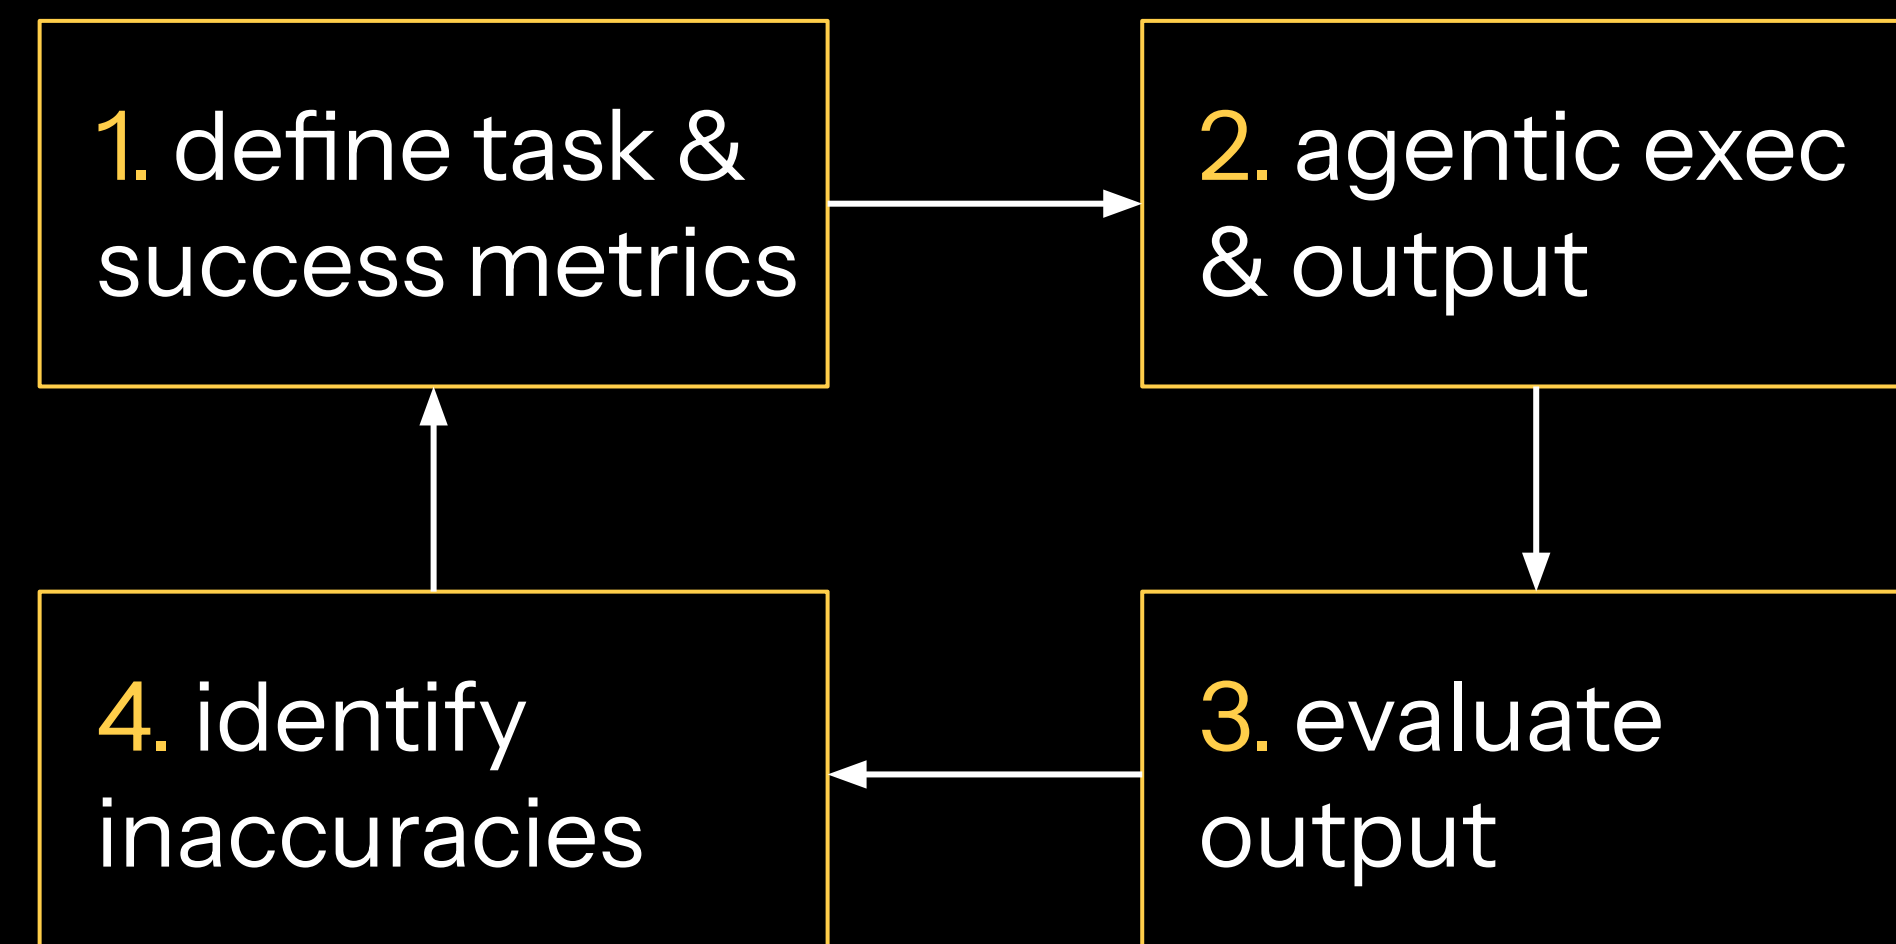 1. define task &
success metrics
2. agentic exec
& output
3. evaluate
output
4. identify
inaccuracies